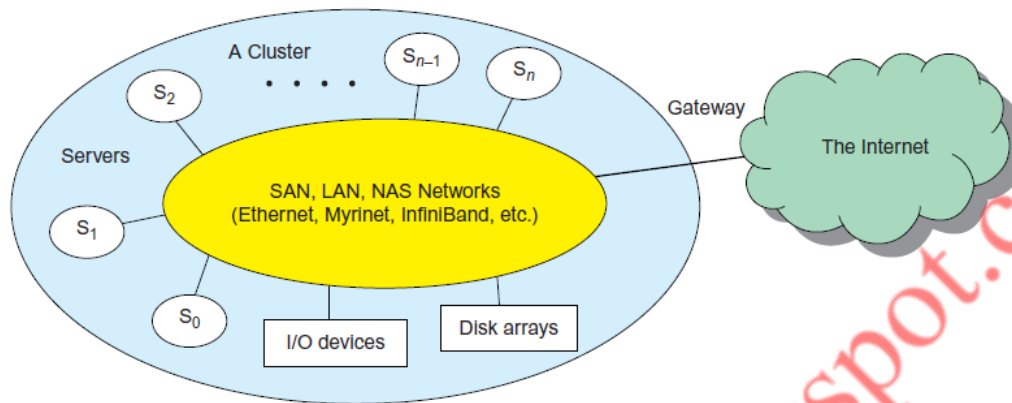 A Cluster
S2
. . . .
Sn–1
Sn
Gateway
Servers
The Internet
SAN, LAN, NAS Networks
(Ethernet, Myrinet, InfiniBand, etc.)
S1
S0
I/O devices
Disk arrays
spot.c